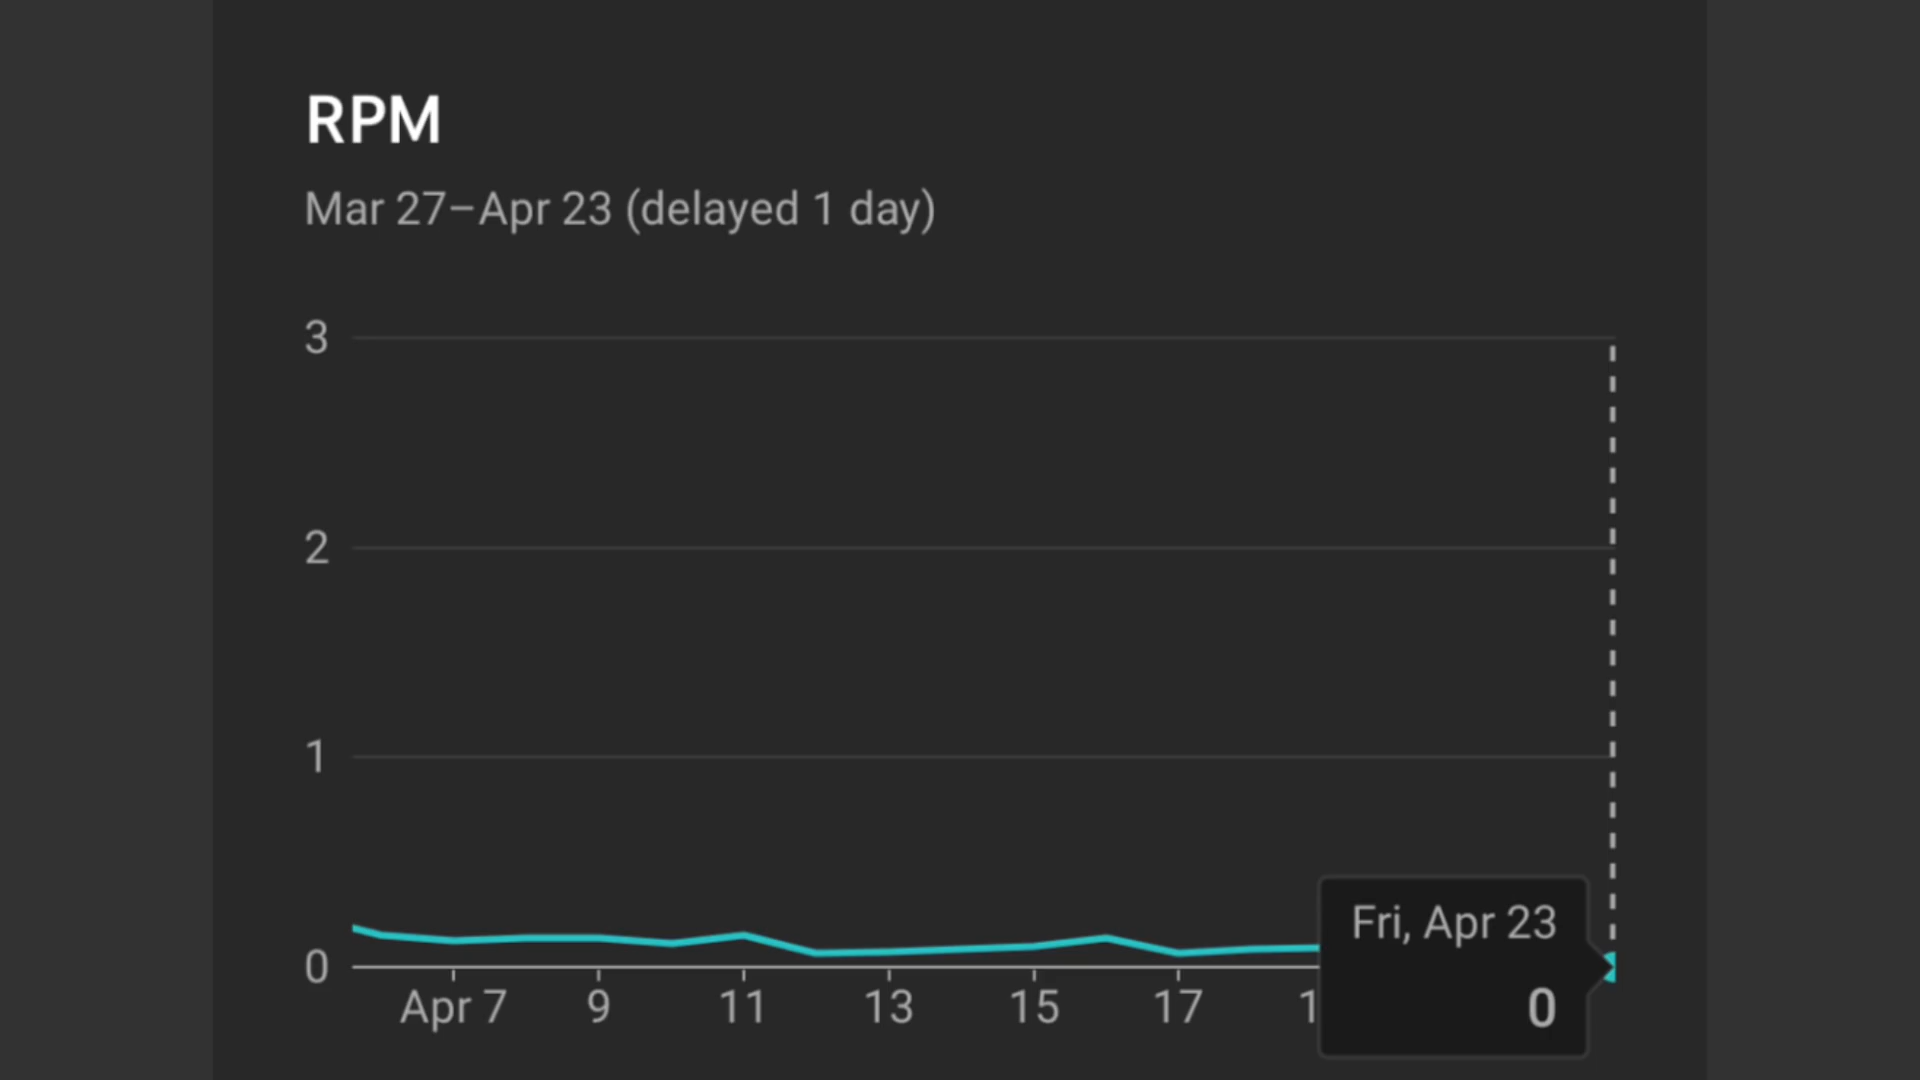 RPM
Mar 27–Apr 23 (delayed 1 day)
3
2
1
0
Apr 7 9 11 13 15 17 1
Fri, Apr 23
0